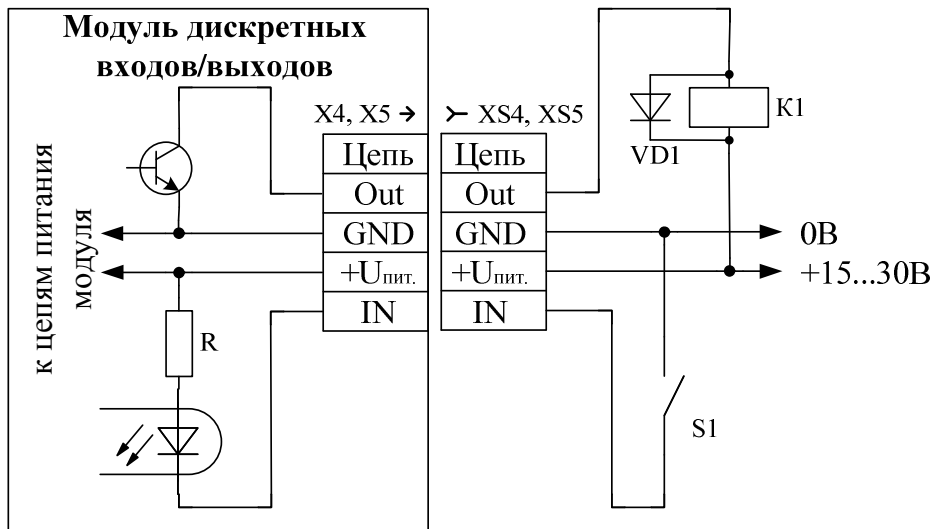 Модуль дискретных
входов/выходов
X4, X5
XS4, XS5
К1
VD1
Цепь
Out
GND
+Uпит.
IN
Цепь
Out
GND
+Uпит.
IN
0В
+15...30В
к цепям питания
модуля
R
S1